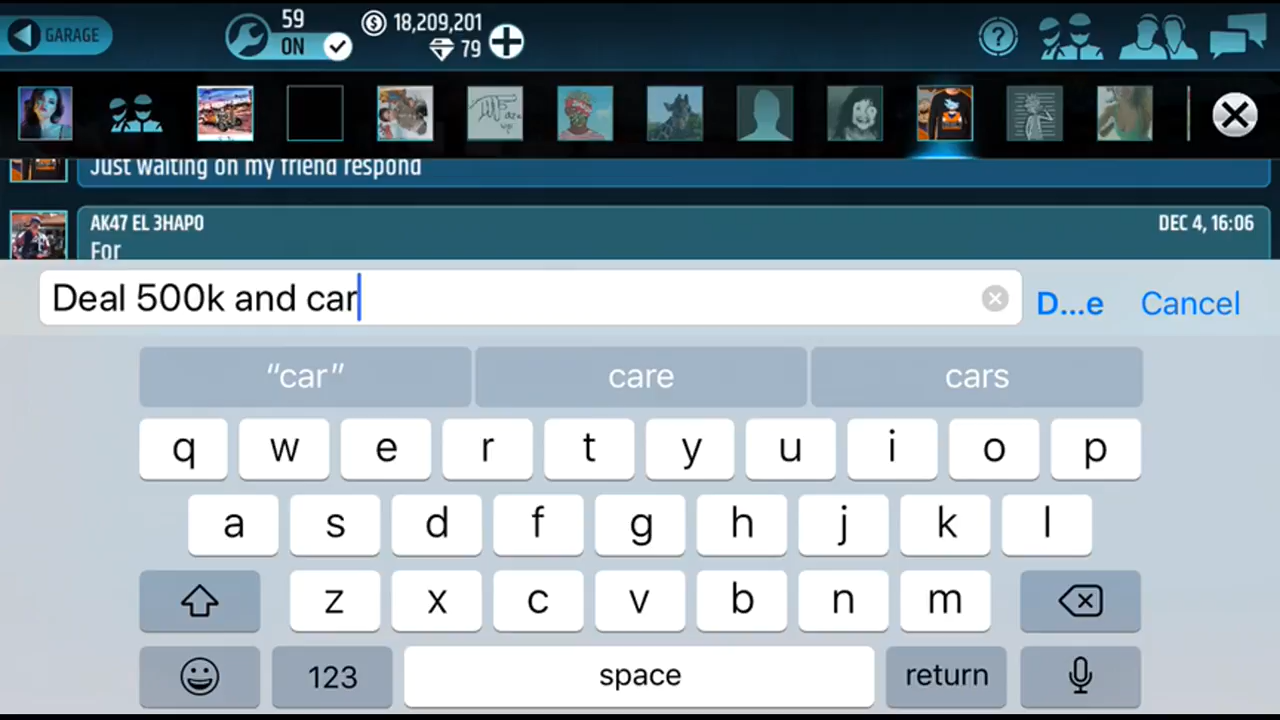 GARAGE
59
ON
18,209,201
79
Just waiting on my friend respond
AK47 EL 3HAPO
DEC 4, 16:06
For
Deal 500k and car
D...e
Cancel
“car”
care
cars
q w e r t y u i o p
a s d f g h j k l
z x c v b n m
123
space
return